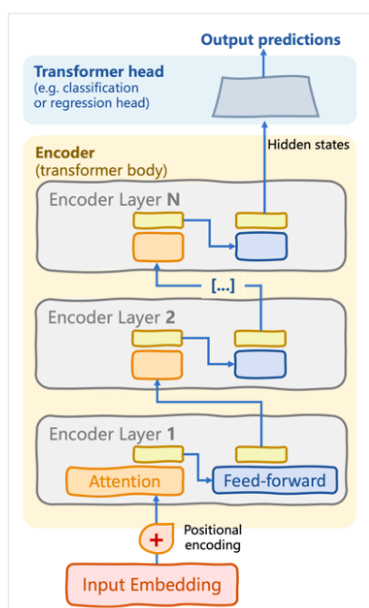 Output predictions
Transformer head
(e.g. classification
or regression head)
Hidden states
Encoder
(transformer body)
Encoder Layer N
[...]
Encoder Layer 2
Encoder Layer 1
Attention
Feed-forward
+
Positional
encoding
Input Embedding